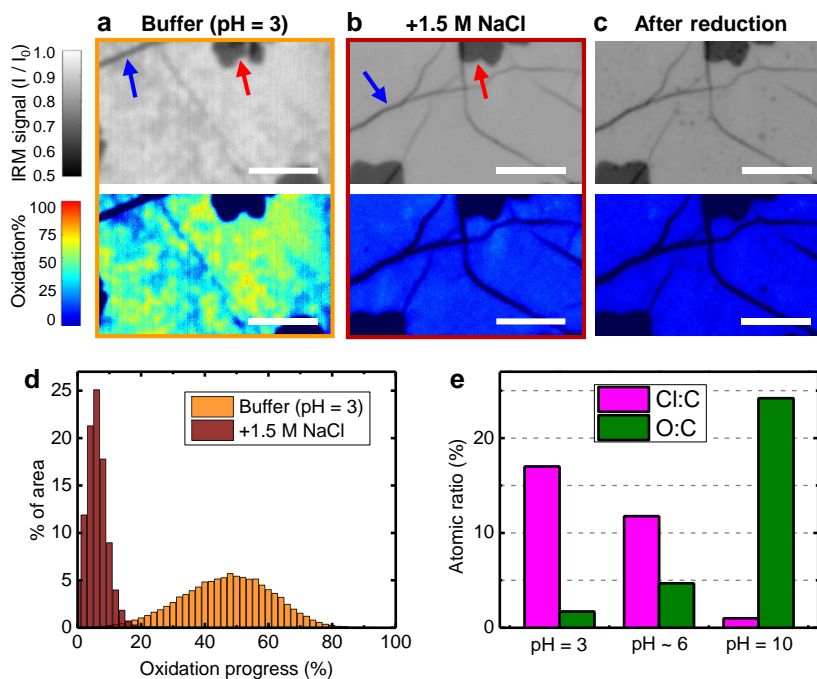 a Buffer (pH = 3)
b +1.5 M NaCl
c After reduction
IRM signal (I / I0)
1.0
0.9
0.8
0.7
0.6
0.5
Oxidation%
100
75
50
25
0
d
25
20
15
10
5
0
% of area
Buffer (pH = 3)
+1.5 M NaCl
0 20 40 60 80 100
Oxidation progress (%)
e
20
10
0
Atomic ratio (%)
Cl:C
O:C
pH = 3 pH ~ 6 pH = 10